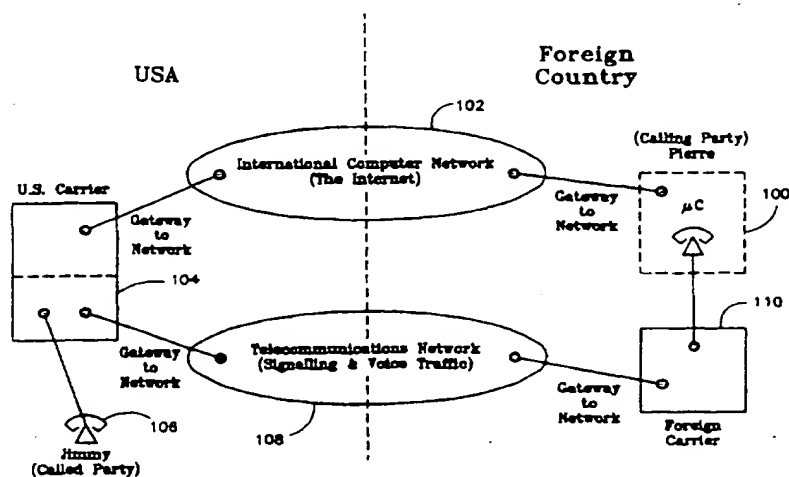 USA
Foreign
Country
102
(Calling Party)
Pierre
International Computer Network
(The Internet)
U.S. Carrier
100
μC
Gateway
to
Network
Gateway
to
Network
104
110
Telecommunications Network
(Signalling & Voice Traffic)
Gateway
to
Network
Gateway
to
Network
106
108
Jimmy
(Called Party)
Foreign
Carrier